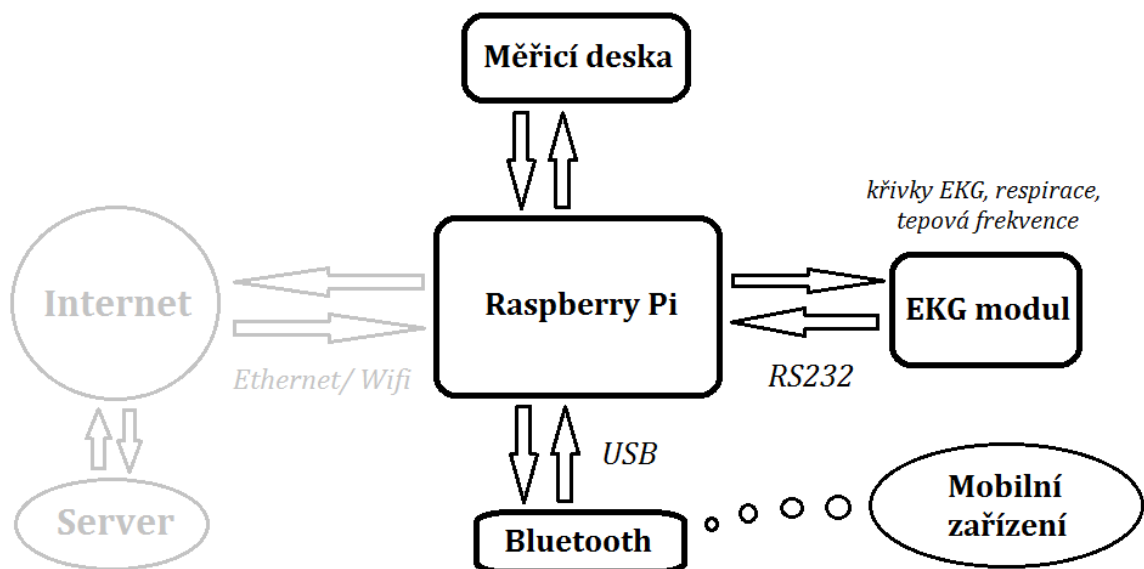 Měřicí deska
křivky EKG, respirace,
tepová frekvence
Internet
Raspberry Pi
EKG modul
Ethernet/ Wifi
RS232
USB
Server
Bluetooth
Mobilní
zařízení